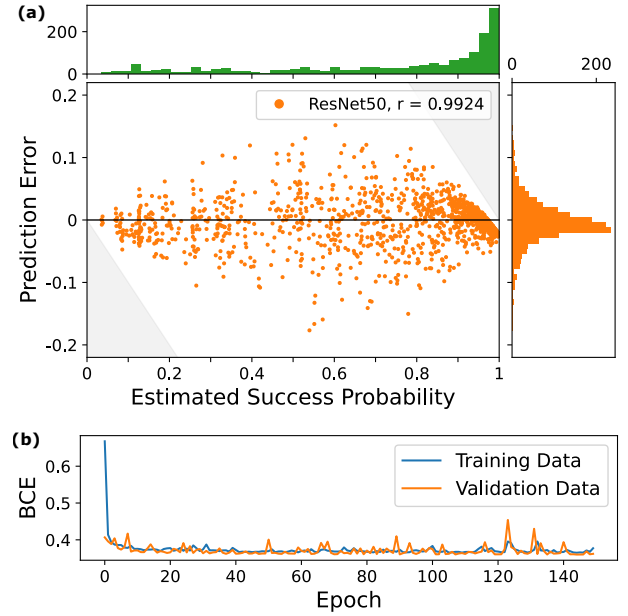 (a)
200
0
0 200
0.2
0.1
0
-0.1
-0.2
Prediction Error
ResNet50, r = 0.9924
0 0.2 0.4 0.6 0.8 1
Estimated Success Probability
(b)
0.6
0.5
0.4
BCE
Training Data
Validation Data
0 20 40 60 80 100 120 140
Epoch